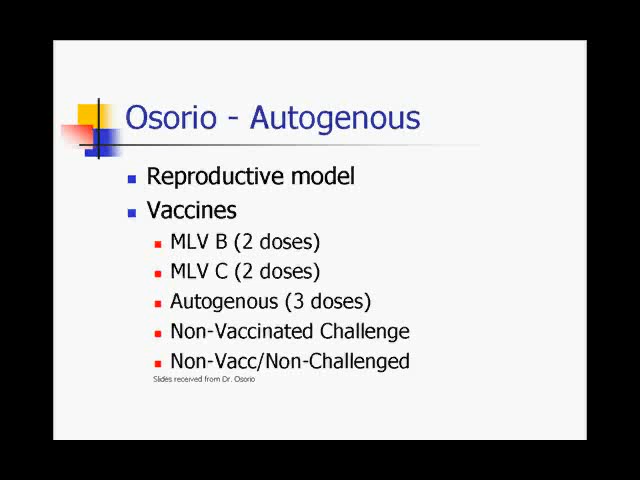 Osorio - Autogenous
Reproductive model
Vaccines
MLV B (2 doses)
MLV C (2 doses)
Autogenous (3 doses)
Non-Vaccinated Challenge
Non-Vacc/Non-Challenged
Slides received from Dr. Osorio